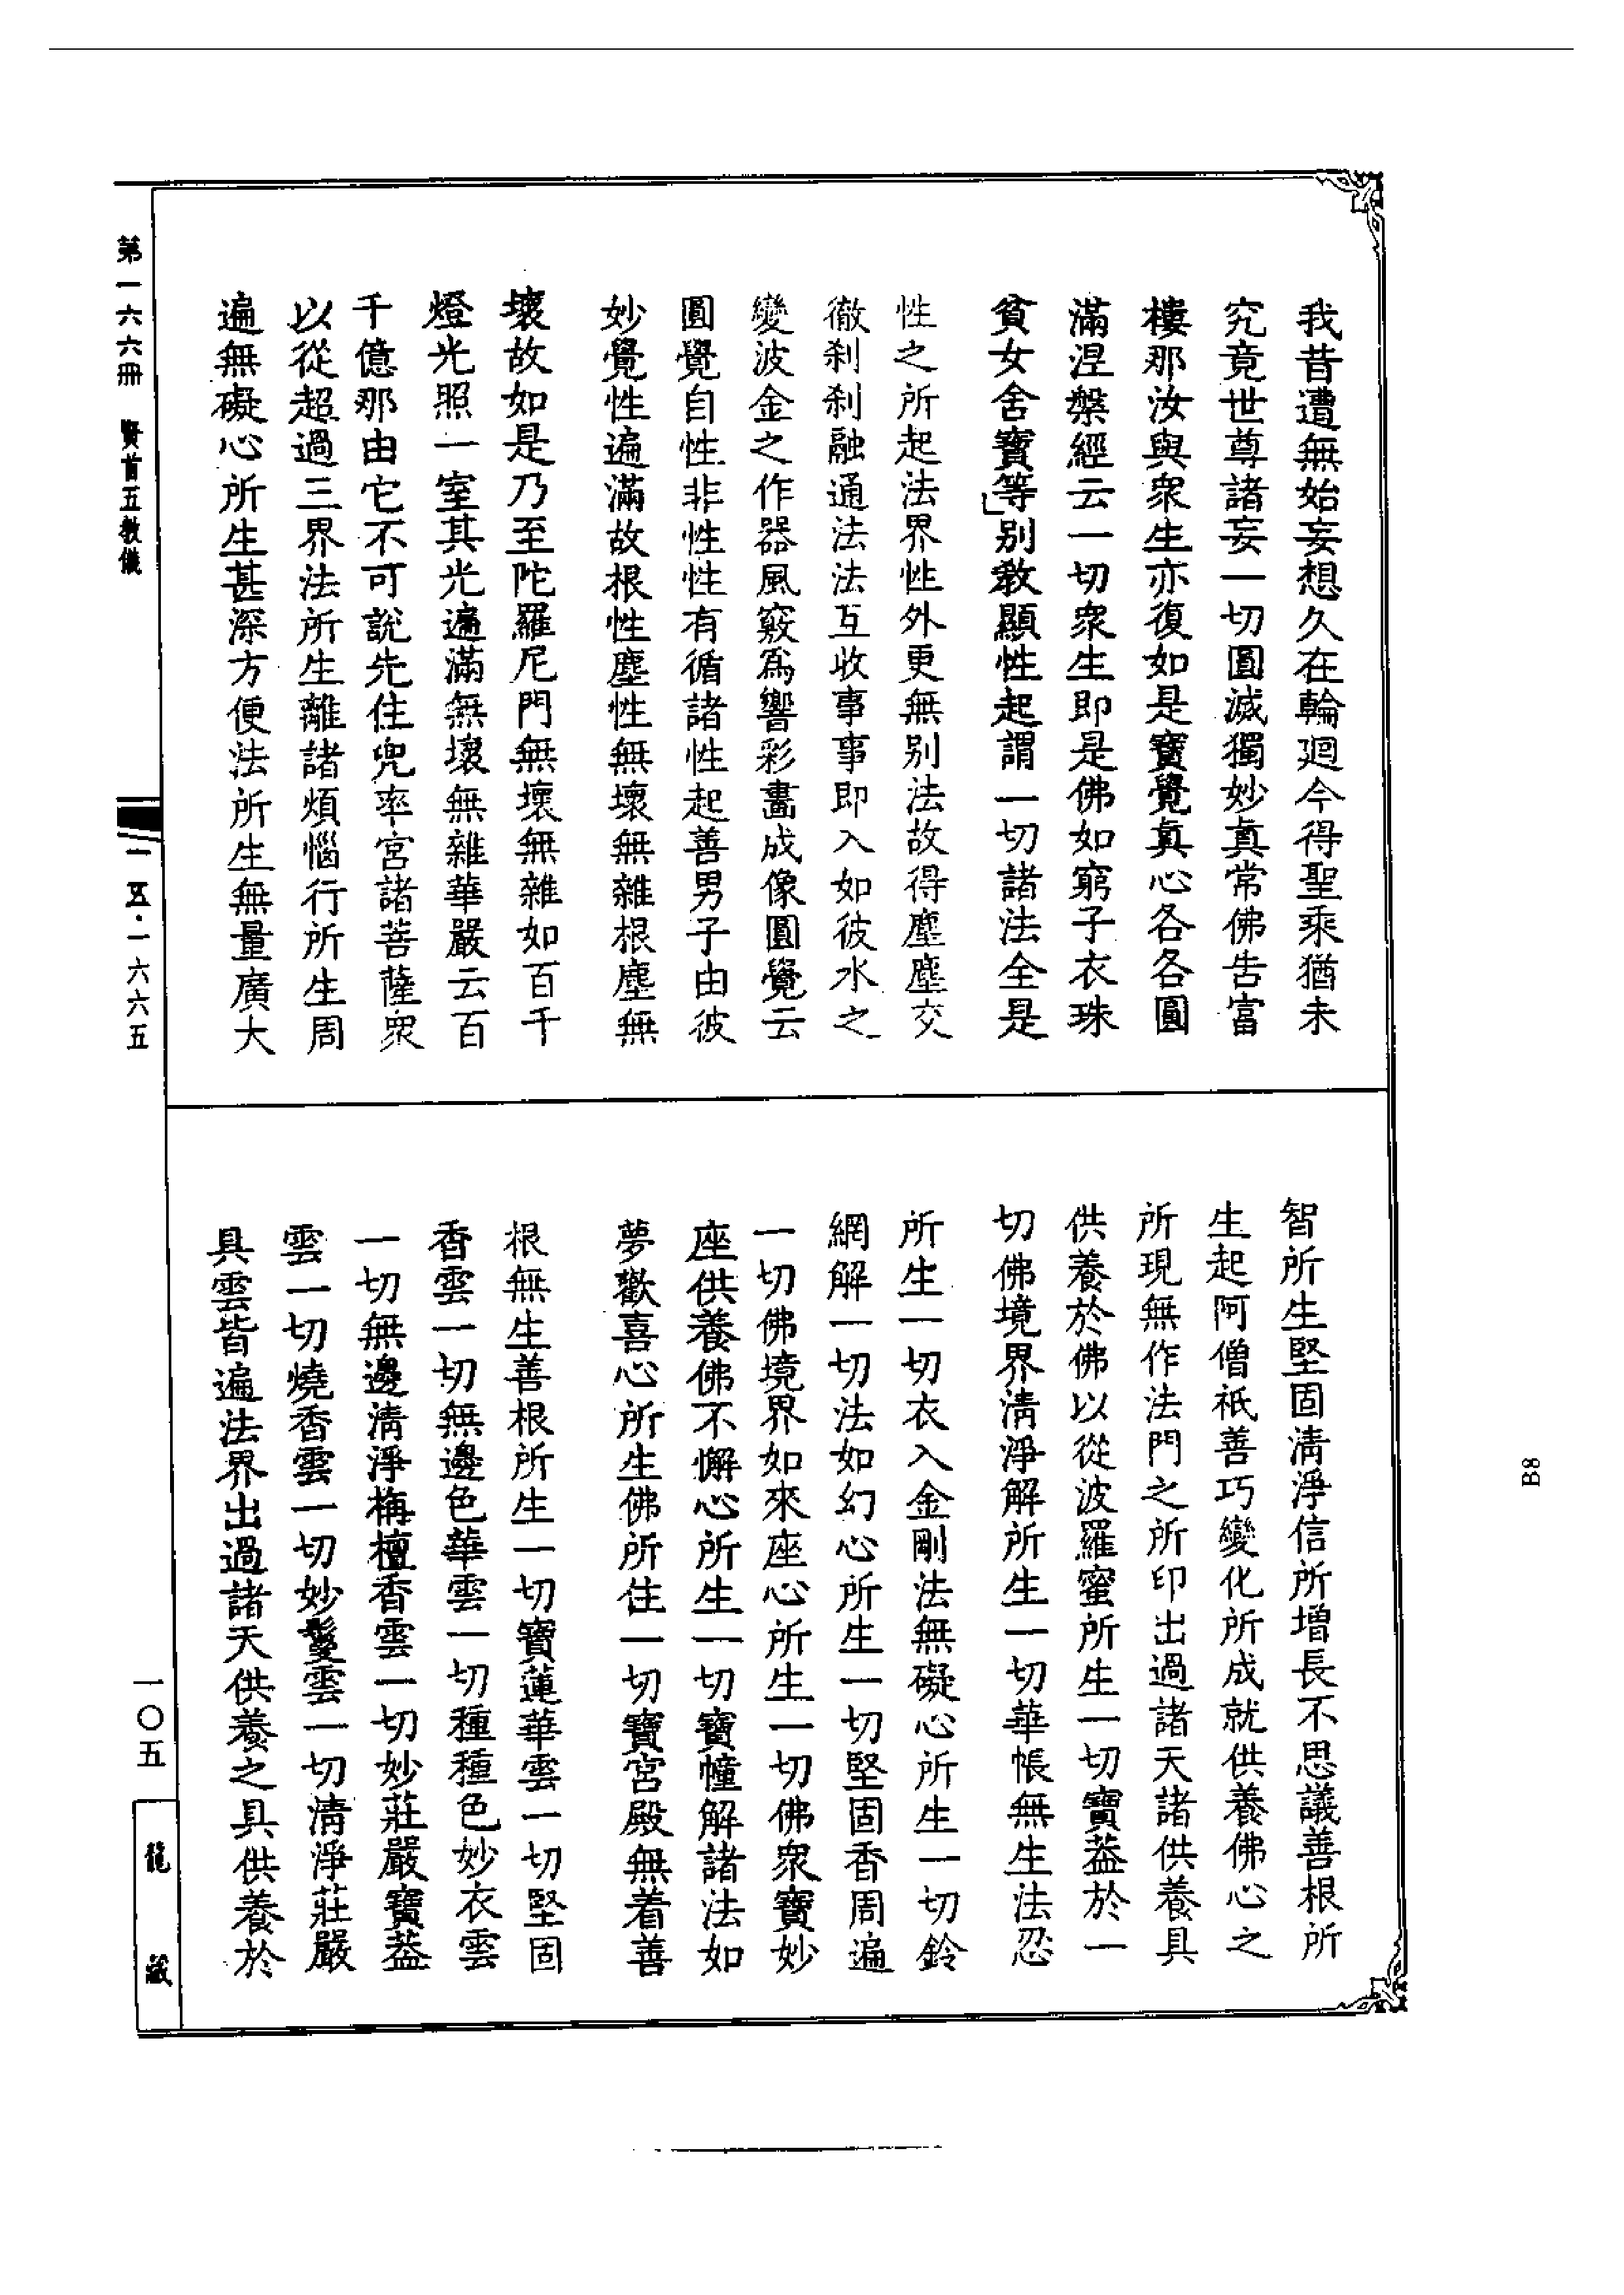 我昔遭無始妄想久在輪廻今得聖乘猶未
究竟世尊諸妄一切圓滅獨妙真常佛告富
樓那汝與衆生亦復如是寶覺真心各各圓
滿涅槃經云一切衆生即是佛如窮子衣珠
貧女舍寶等別敎顯性起謂一切諸法全是
性之所起法界性外更無別法故得塵塵交
徹刹刹融通法法互收事事即入如彼水之
變波金之作器風竅爲響彩畵成像圓覺云
圓覺自性非性性有循諸性起善男子由彼
妙覺性遍滿故根性塵性無壞無雜根塵無
壞故如是乃至陀羅尼門無壞無雜如百千
燈光照一室其光遍滿無壞無雜華嚴云百
千億那由它不可說先住兜率宮諸菩薩衆
以從超過三界法所生離諸煩惱行所生周
遍無礙心所生甚深方便法所生無量廣大
智所生堅固清淨信所增長不思議善根所
生起阿僧祇善巧變化所成就供養佛心之
所現無作法門之所印出過諸天諸供養具
供養於佛以從波羅蜜所生一切寶葢於一
切佛境界清淨解所生一切華帳無生法忍
所生一切衣入金剛法無礙心所生一切鈴
網解一切法如幻心所生一切堅固香周遍
一切佛境界如來座心所生一切佛衆寶妙
座供養佛不懈心所生一切寶幢解諸法如
夢歡喜心所生佛所住一切寶宮殿無着善
根無生善根所生一切寶蓮華雲一切堅固
香雲一切無邊色華雲一切種種色妙衣雲
一切無邊清淨栴檀香雲一切妙莊嚴寶葢
雲一切燒香雲一切妙鬘雲一切清淨莊嚴
具雲皆遍法界出過諸天供養之具供養於
第一六六冊 賢首五教儀
一五·一六六五
一〇五
龍藏
B8